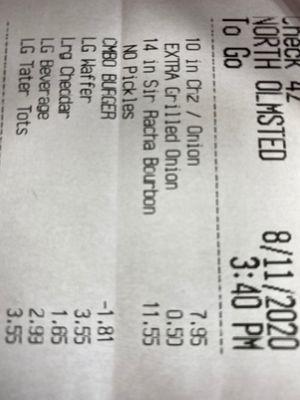 Check 42
NORTH OLMSTED 8/11/2020
To Go 3:40 PM
10 in Chz / Onion 7.95
EXTRA Grilled Onion 0.50
14 in Sir Racha Bourbon 11.55
NO Pickles
CMBO BURGER -1.81
LG Waffer 3.55
Lrg Cheddar 1.65
LG Beverage 2.99
LG Tater Tots 3.55